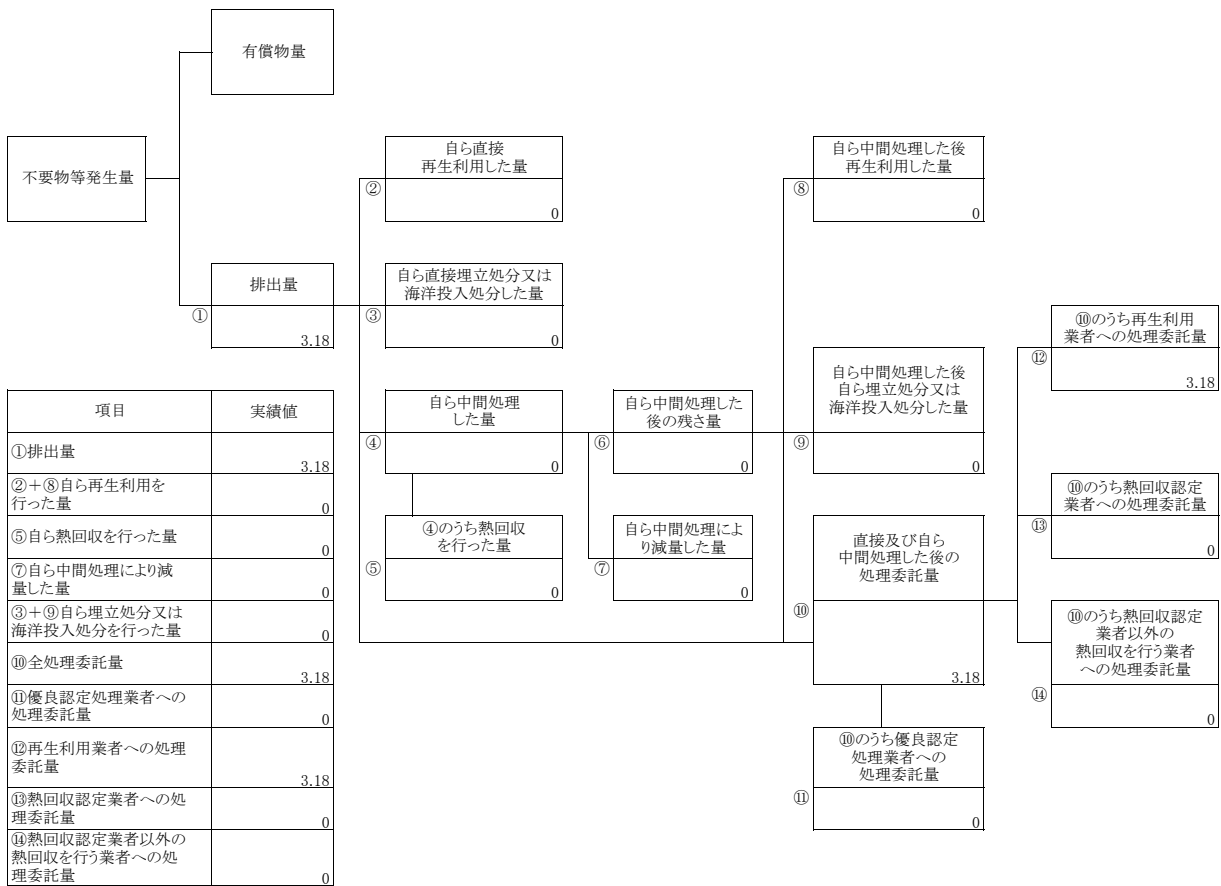 有償物量
不要物等発生量
自ら直接
再生利用した量
②
0
自ら中間処理した後
再生利用した量
⑧
0
排出量
①
3.18
自ら直接埋立処分又は
海洋投入処分した量
③
0
⑩のうち再生利用
業者への処理委託量
⑫
3.18
自ら中間処理
した量
④
0
自ら中間処理した
後の残さ量
⑥
0
自ら中間処理した後
自ら埋立処分又は
海洋投入処分した量
⑨
0
⑩のうち熱回収認定
業者への処理委託量
⑬
0
④のうち熱回収
を行った量
⑤
0
自ら中間処理によ
り減量した量
⑦
0
直接及び自ら
中間処理した後の
処理委託量
⑩
3.18
⑩のうち熱回収認定
業者以外の
熱回収を行う業者
への処理委託量
⑭
0
⑩のうち優良認定
処理業者への
処理委託量
⑪
0
項目 実績値
①排出量
3.18
②+⑧自ら再生利用を
行った量
0
⑤自ら熱回収を行った量
0
⑦自ら中間処理により減
量した量
0
③+⑨自ら埋立処分又は
海洋投入処分を行った量
0
⑩全処理委託量
3.18
⑪優良認定処理業者への
処理委託量
0
⑫再生利用業者への処理
委託量
3.18
⑬熱回収認定業者への処
理委託量
0
⑭熱回収認定業者以外の
熱回収を行う業者への処
理委託量
0